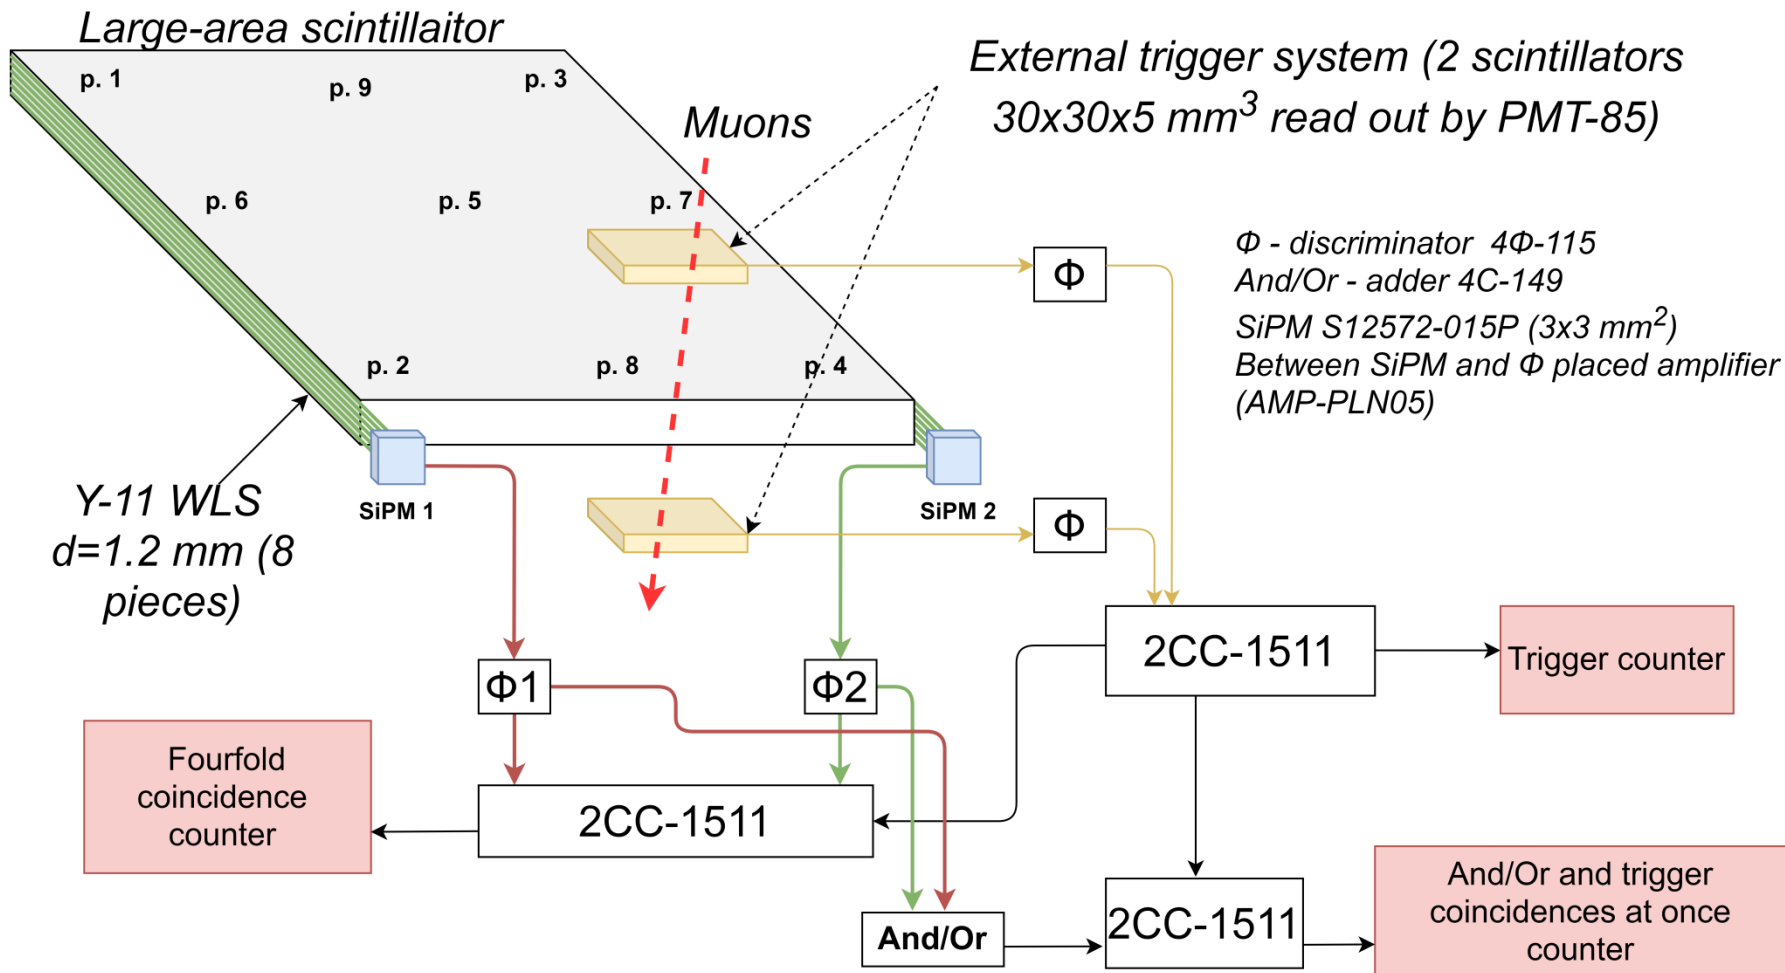 Large-area scintillaitor
External trigger system (2 scintillators
30x30x5 mm3 read out by PMT-85)
p. 1
p. 9
p. 3
Muons
p. 6
p. 5
p. 7
Φ - discriminator 4Φ-115
And/Or - adder 4C-149
SiPM S12572-015P (3x3 mm2)
Between SiPM and Φ placed amplifier
(AMP-PLN05)
Φ
p. 2
p. 8
p. 4
Y-11 WLS
d=1.2 mm (8
pieces)
SiPM 1
SiPM 2
Φ
2CC-1511
Trigger counter
Φ1
Φ2
Fourfold
coincidence
counter
2CC-1511
And/Or
2CC-1511
And/Or and trigger
coincidences at once
counter